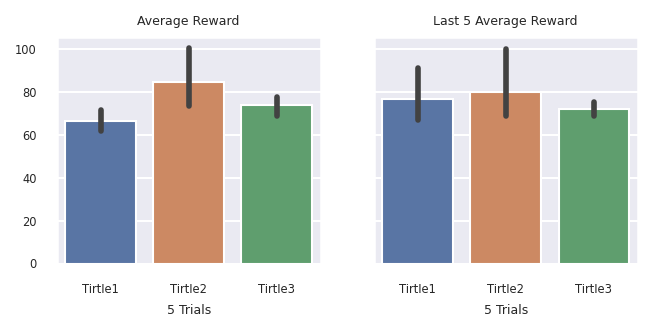 Average Reward
Last 5 Average Reward
100
80
60
40
20
0
Tirtle1 Tirtle2 Tirtle3
Tirtle1 Tirtle2 Tirtle3
5 Trials
5 Trials